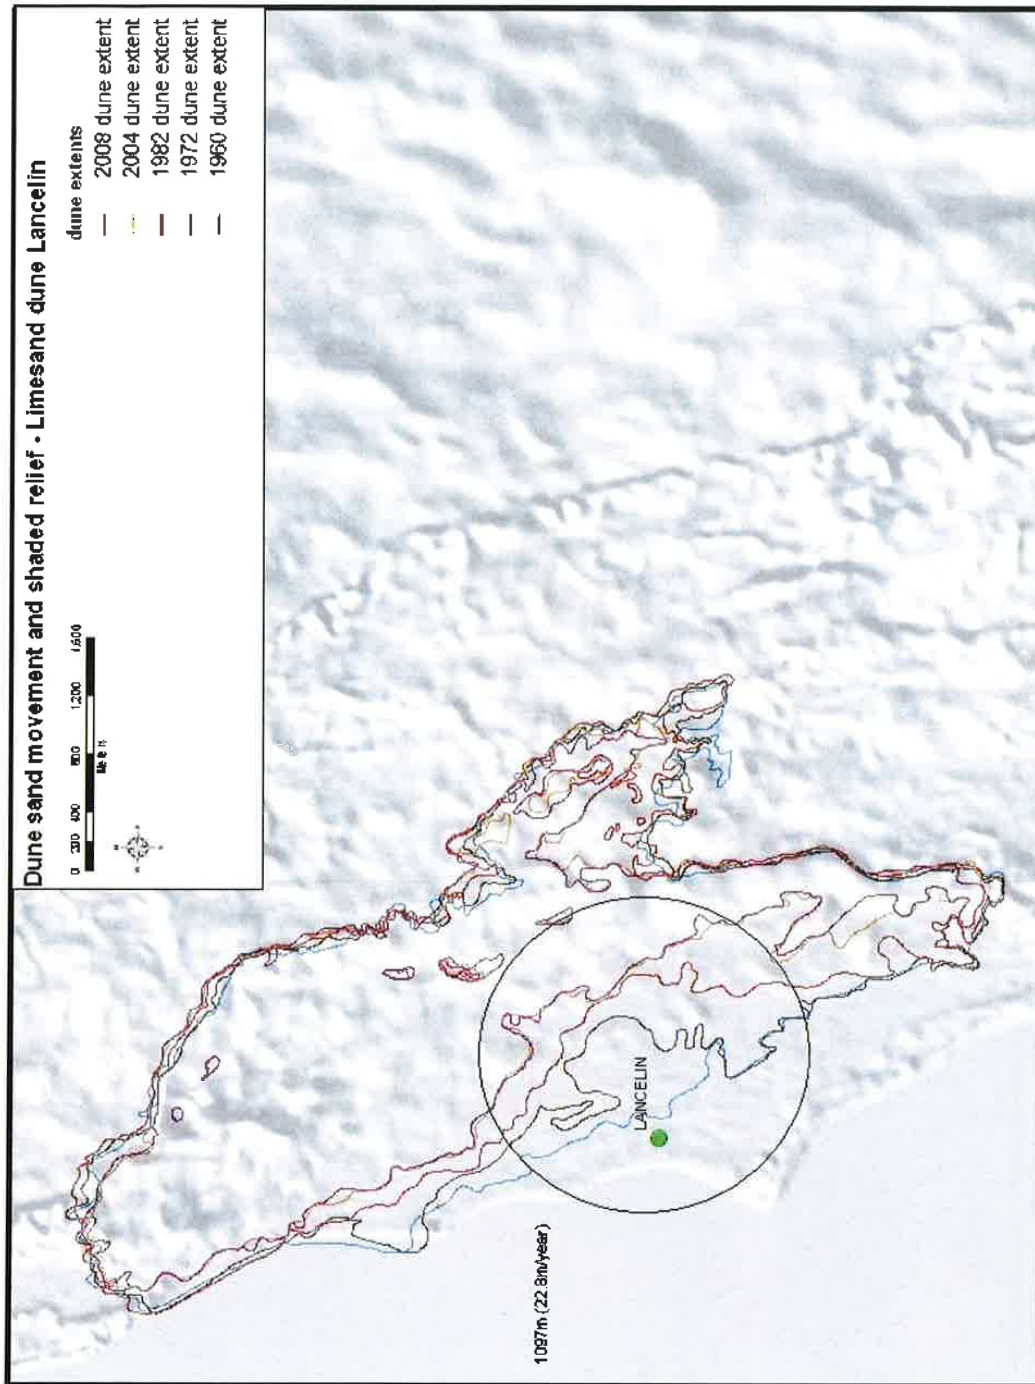 Dune sand movement and shaded relief - Limesand dune Lancelin
dune extents
2008 dune extent
2004 dune extent
1982 dune extent
1972 dune extent
1960 dune extent
0 200 400 800 1,200 1,600
LANCELIN
1097m (22.8m/year)